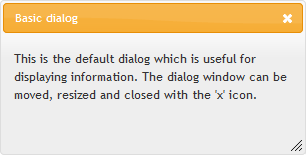 Basic dialog
This is the default dialog which is useful for
displaying information. The dialog window can be
moved, resized and closed with the 'x' icon.